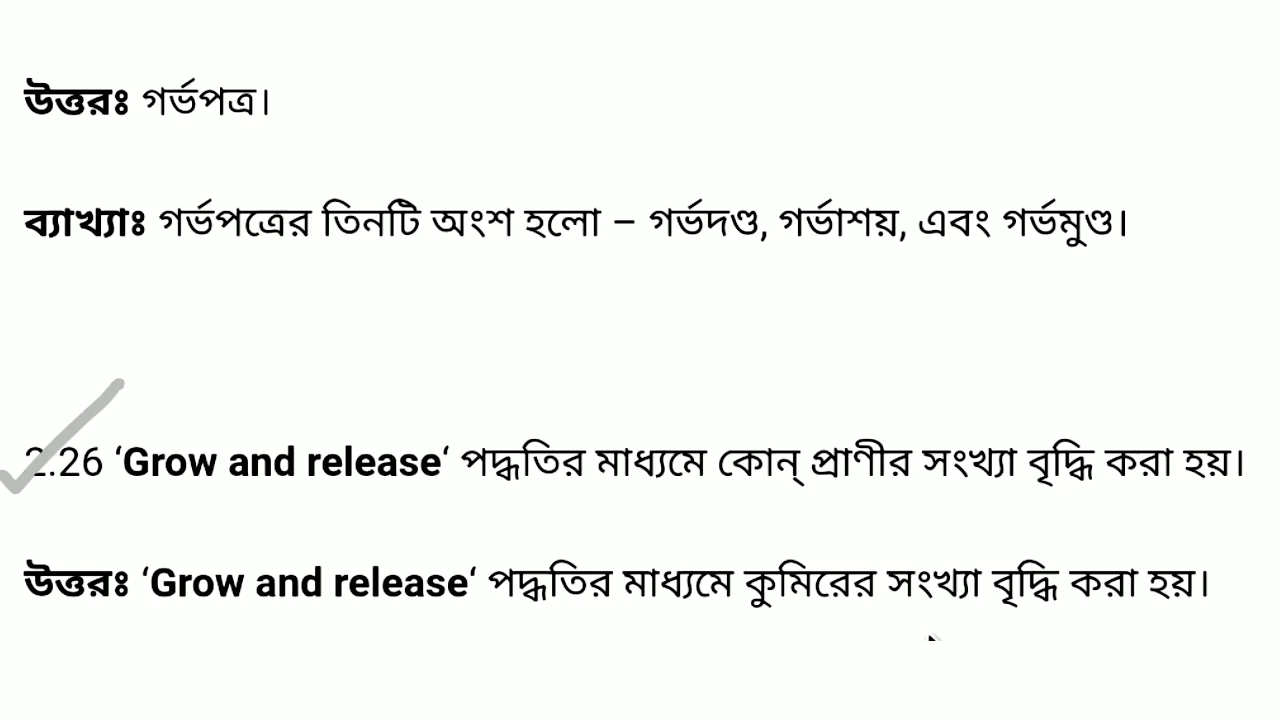 উত্তরঃ গর্ভপত্র।
ব্যাখ্যাঃ গর্ভপত্রের তিনটি অংশ হলো – গর্ভদণ্ড, গর্ভাশয়, এবং গর্ভমুণ্ড।
2.26 ‘Grow and release‘ পদ্ধতির মাধ্যমে কোন্ প্রাণীর সংখ্যা বৃদ্ধি করা হয়।
উত্তরঃ ‘Grow and release‘ পদ্ধতির মাধ্যমে কুমিরের সংখ্যা বৃদ্ধি করা হয়।